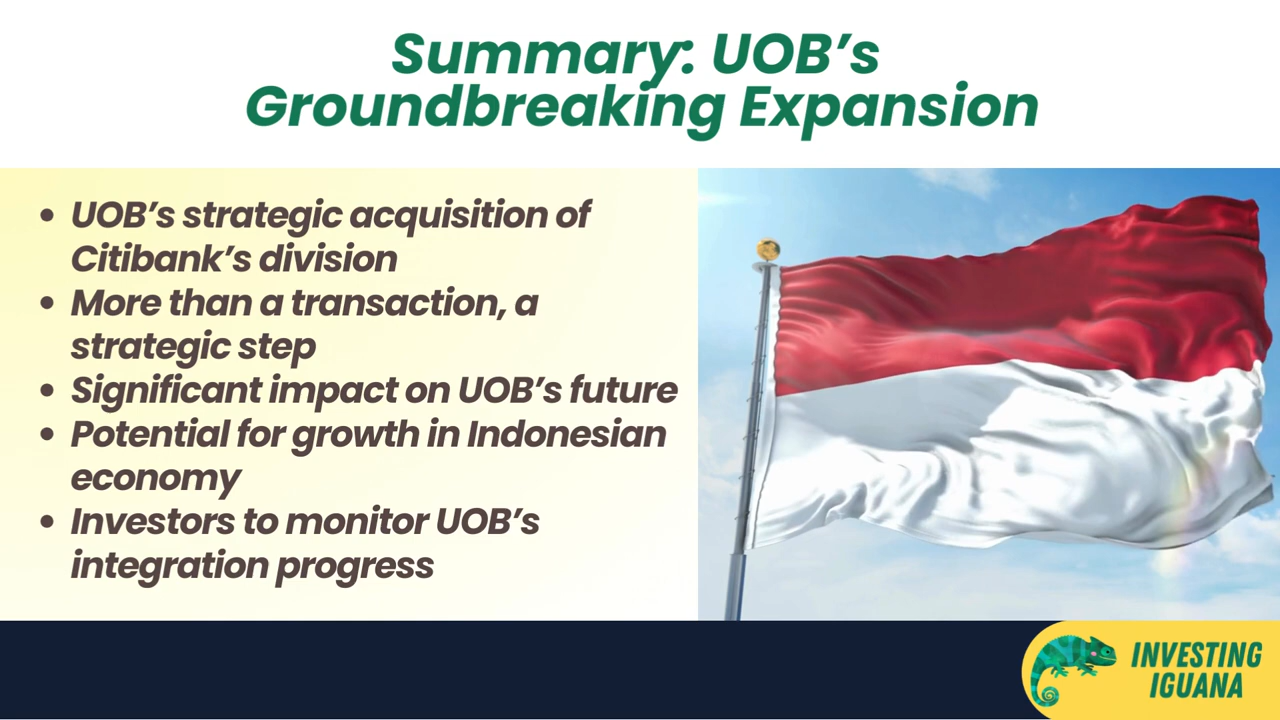 Summary: UOB’s
Groundbreaking Expansion
• UOB’s strategic acquisition of
Citibank’s division
• More than a transaction, a
strategic step
• Significant impact on UOB’s future
• Potential for growth in Indonesian
economy
• Investors to monitor UOB’s
integration progress
INVESTING
IGUANA